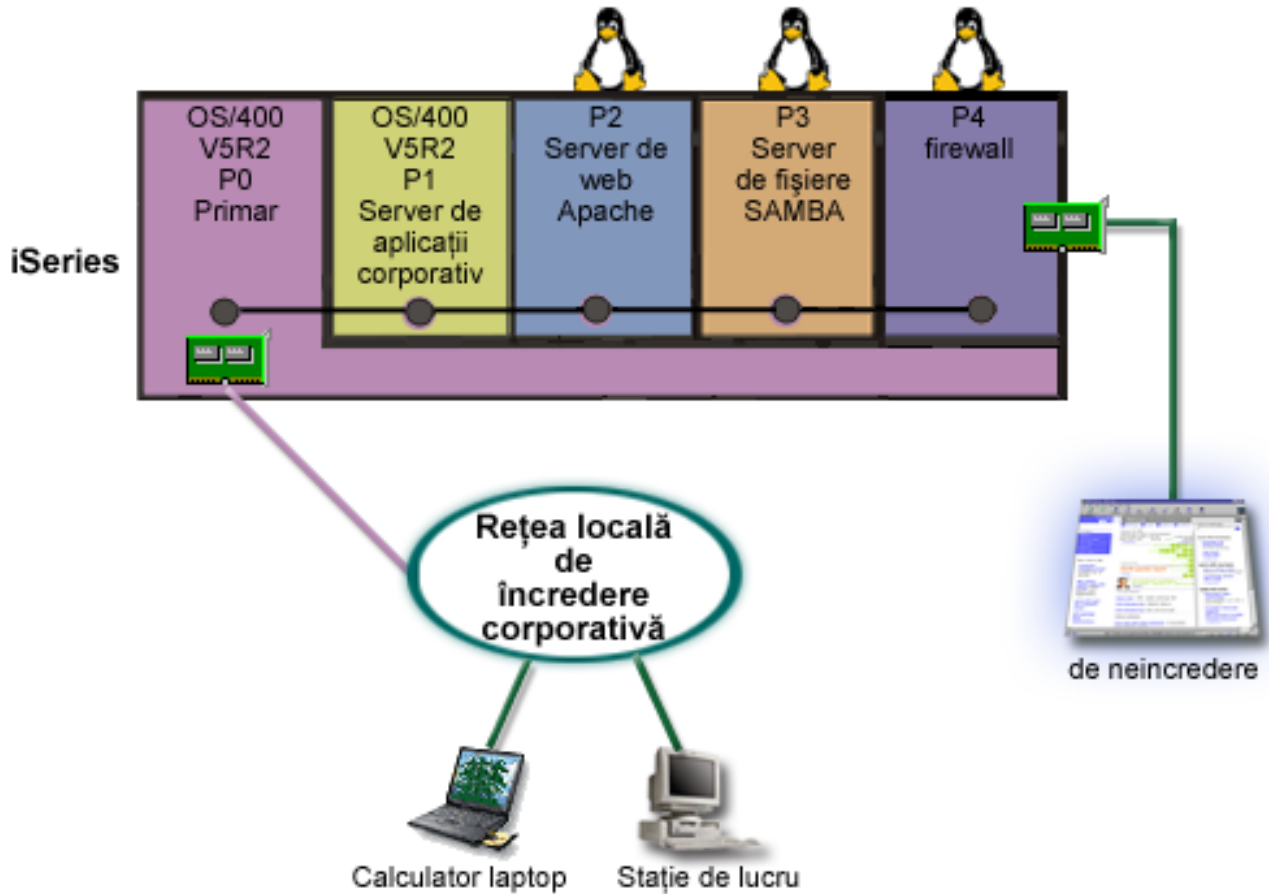 iSeries
OS/400
V5R2
P0
Primar
OS/400
V5R2
P1
Server de
aplicații
corporativ
P2
Server de
web
Apache
P3
Server
de fişiere
SAMBA
P4
firewall
Rețea locală
de
încredere
corporativă
de neincredere
Calculator laptop
Stație de lucru